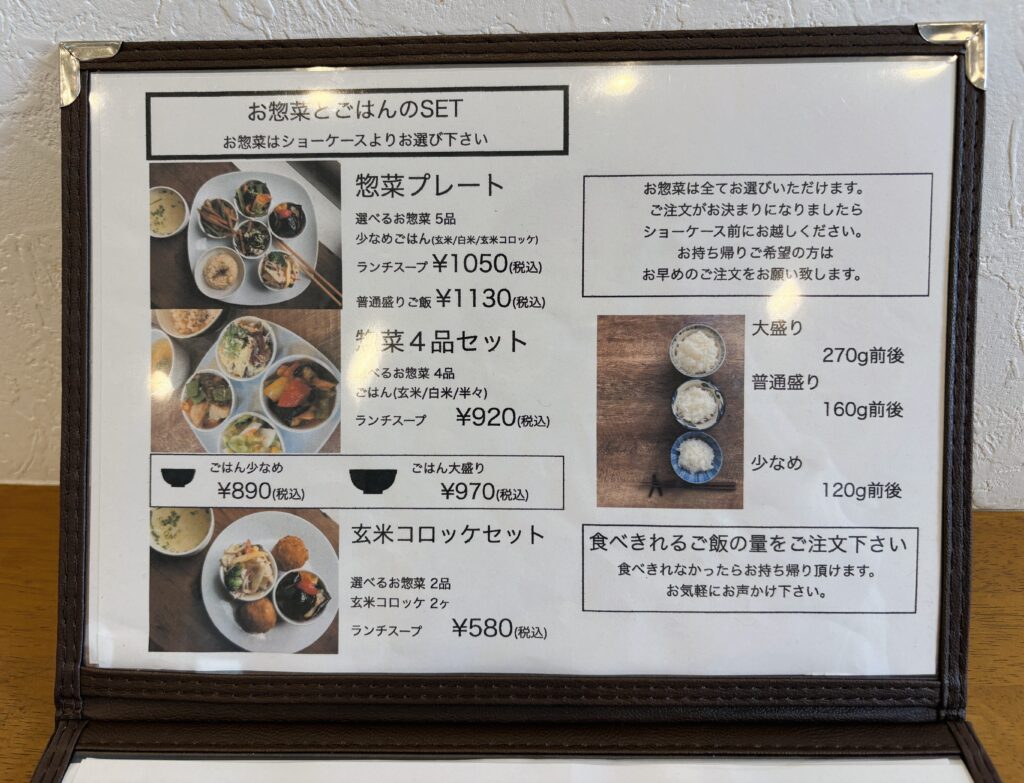 お惣菜とごはんのSET
お惣菜はショーケースよりお選び下さい
惣菜プレート
選べるお惣菜 5品
少なめごはん(玄米/白米/玄米コロッケ)
ランチスープ ¥1050(税込)
普通盛りご飯 ¥1130(税込)
惣菜4品セット
べるお惣菜 4品
ごはん(玄米/白米/半々)
ランチスープ ¥920(税込)
ごはん少なめ
¥890(税込)
ごはん大盛り
¥970(税込)
玄米コロッケセット
選べるお惣菜 2品
玄米コロッケ 2ヶ
ランチスープ ¥580(税込)
お惣菜は全てお選びいただけます。
ご注文がお決まりになりましたら
ショーケース前にお越しください。
お持ち帰りご希望の方は
お早めのご注文をお願い致します。
大盛り
270g前後
普通盛り
160g前後
少なめ
120g前後
食べきれるご飯の量をご注文下さい
食べきれなかったらお持ち帰り頂けます。
お気軽にお声かけ下さい。